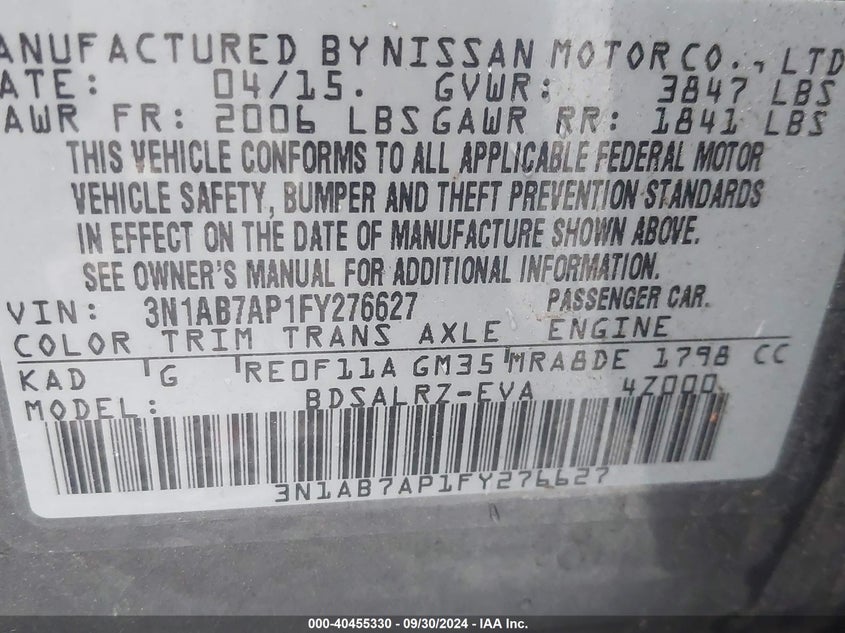 ANUFACTURED BY NISSAN MOTOR CO., LTD
ATE: 04/15. GVWR: 3847 LBS
AWR FR: 2006 LBS GAWR RR: 1841 LBS
THIS VEHICLE CONFORMS TO ALL APPLICABLE FEDERAL MOTOR
VEHICLE SAFETY, BUMPER AND THEFT PREVENTION STANDARDS
IN EFFECT ON THE DATE OF MANUFACTURE SHOWN ABOVE.
SEE OWNER'S MANUAL FOR ADDITIONAL INFORMATION.
VIN: 3N1AB7AP1FY276627 PASSENGER CAR.
COLOR TRIM TRANS AXLE ENGINE
KAD G RE0F11A GM35 MRA8DE 1798 CC
MODEL: BDSALRZ-EVA 4Z000
3N1AB7AP1FY276627
000-40455330 - 09/30/2024 - IAA Inc.